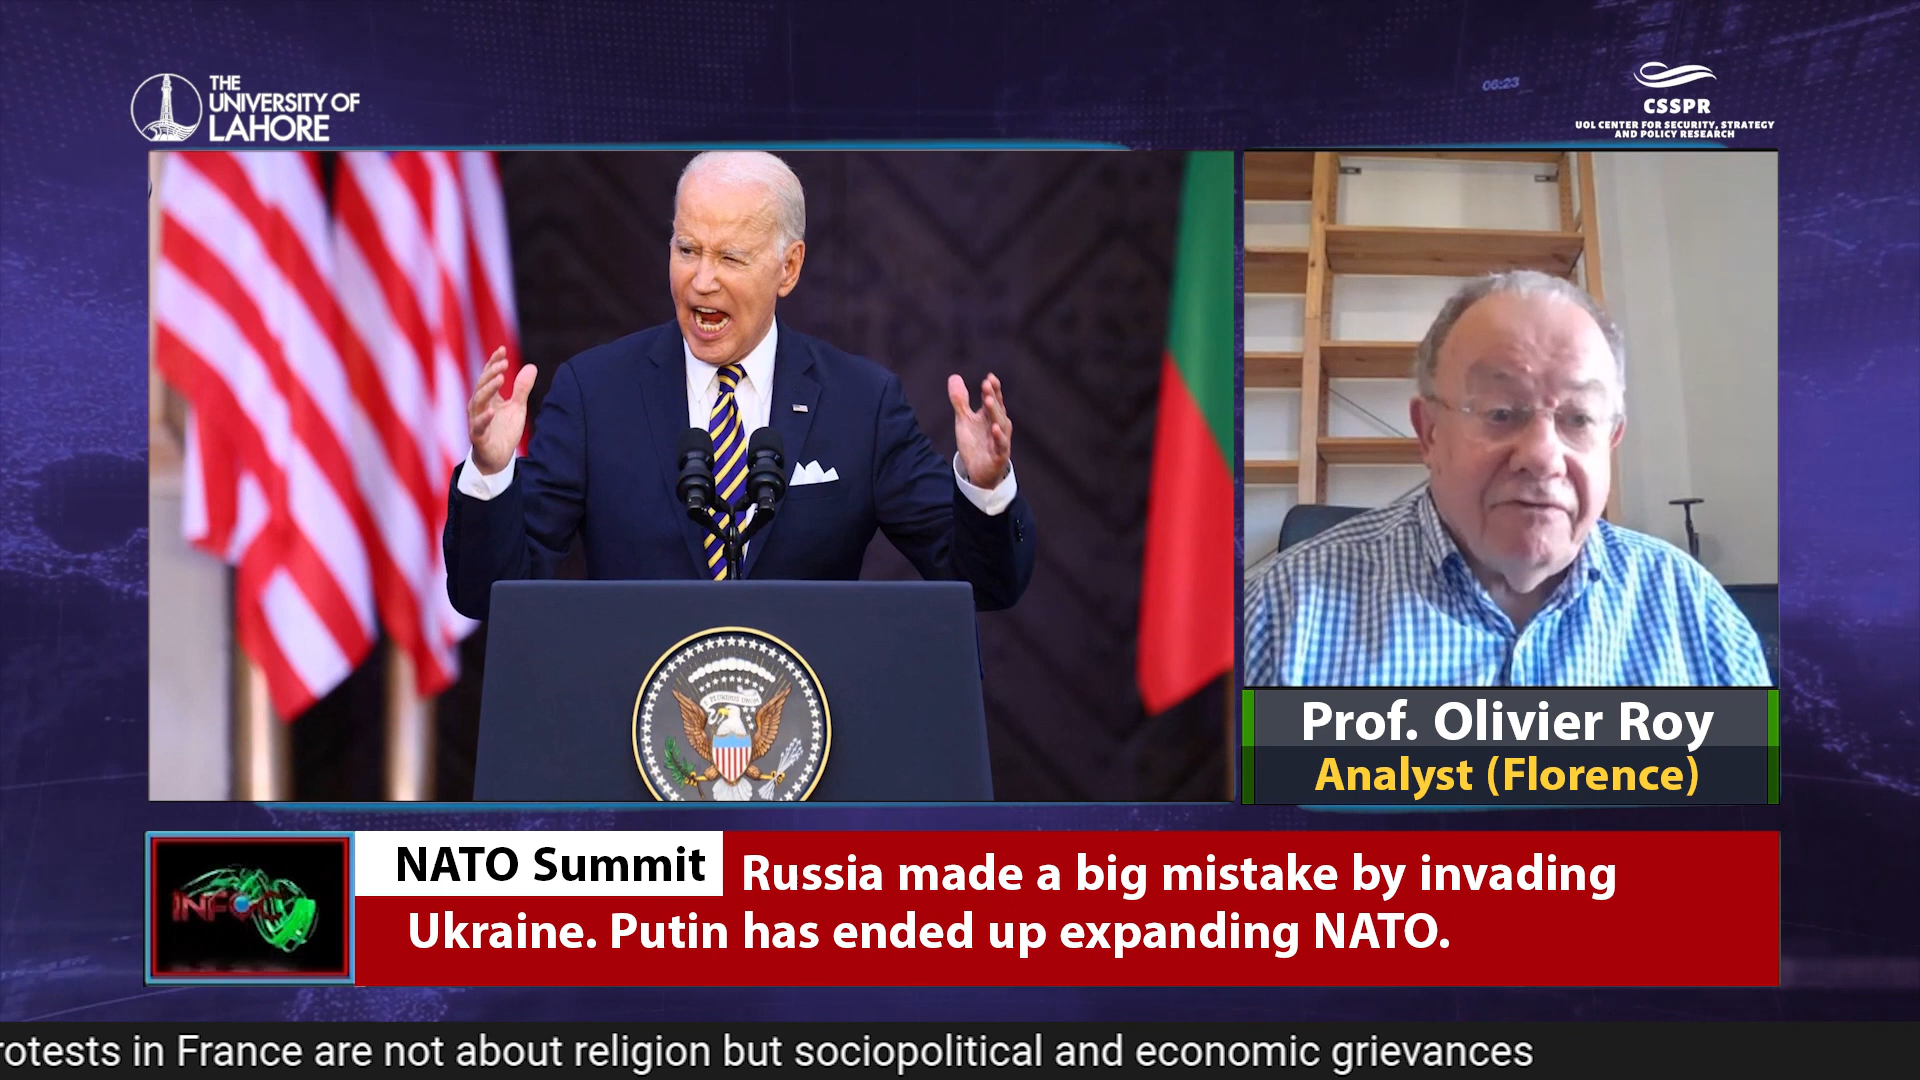 THE
UNIVERSITY OF
LAHORE
06:23
CSSPR
UOL CENTER FOR SECURITY, STRATEGY
AND POLICY RESEARCH
Prof. Olivier Roy
Analyst (Florence)
NATO Summit
Russia made a big mistake by invading
Ukraine. Putin has ended up expanding NATO.
rotests in France are not about religion but sociopolitical and economic grievances